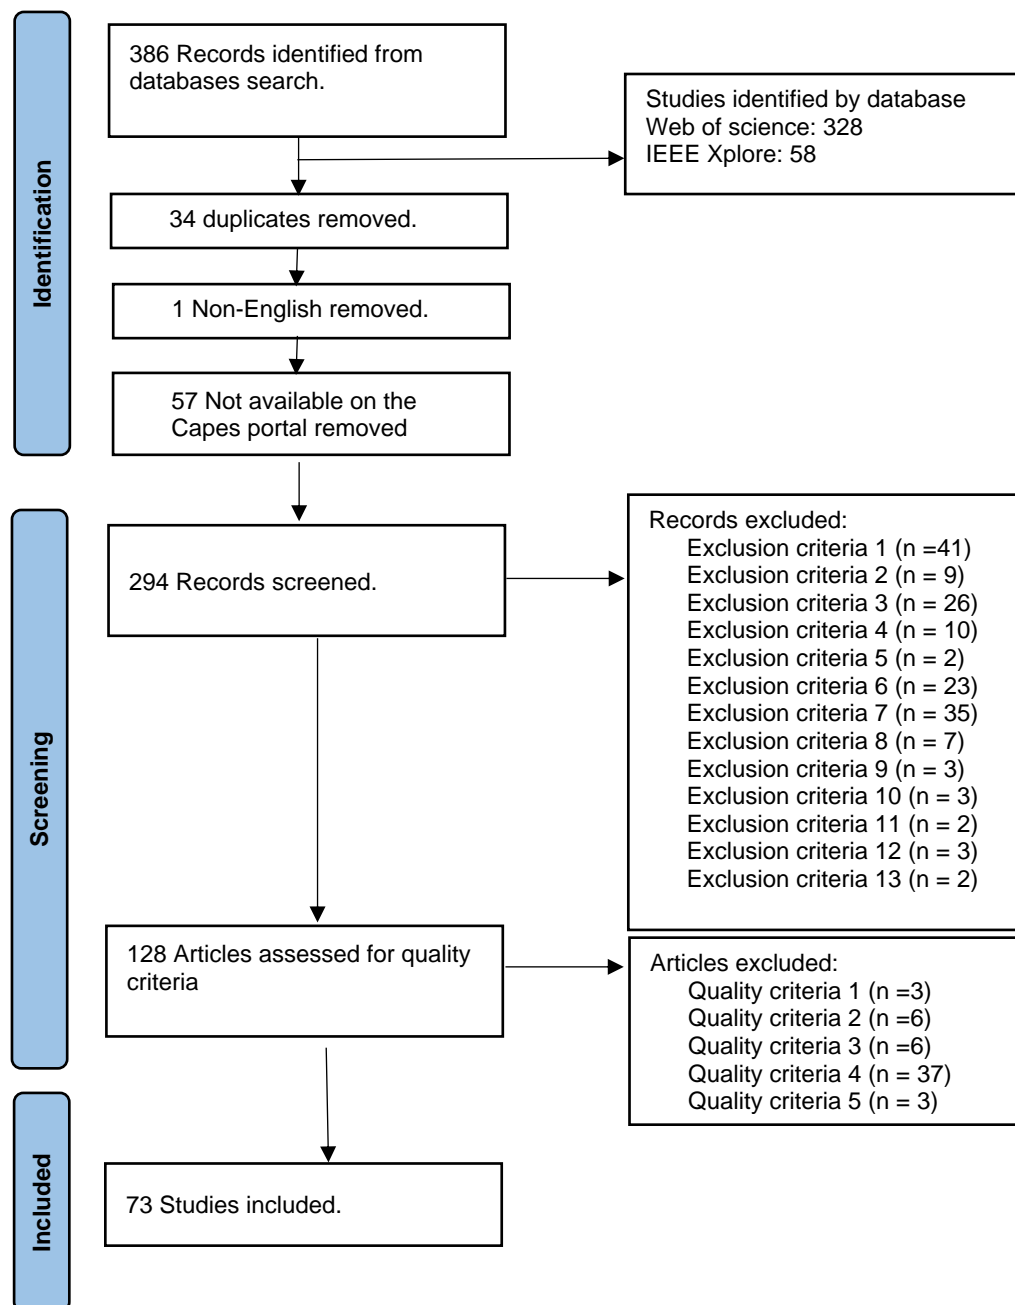 Identification
386 Records identified from
databases search.
Studies identified by database
Web of science: 328
IEEE Xplore: 58
34 duplicates removed.
1 Non-English removed.
57 Not available on the
Capes portal removed
Screening
294 Records screened.
Records excluded:
Exclusion criteria 1 (n =41)
Exclusion criteria 2 (n = 9)
Exclusion criteria 3 (n = 26)
Exclusion criteria 4 (n = 10)
Exclusion criteria 5 (n = 2)
Exclusion criteria 6 (n = 23)
Exclusion criteria 7 (n = 35)
Exclusion criteria 8 (n = 7)
Exclusion criteria 9 (n = 3)
Exclusion criteria 10 (n = 3)
Exclusion criteria 11 (n = 2)
Exclusion criteria 12 (n = 3)
Exclusion criteria 13 (n = 2)
128 Articles assessed for quality
criteria
Articles excluded:
Quality criteria 1 (n =3)
Quality criteria 2 (n =6)
Quality criteria 3 (n =6)
Quality criteria 4 (n = 37)
Quality criteria 5 (n = 3)
Included
73 Studies included.